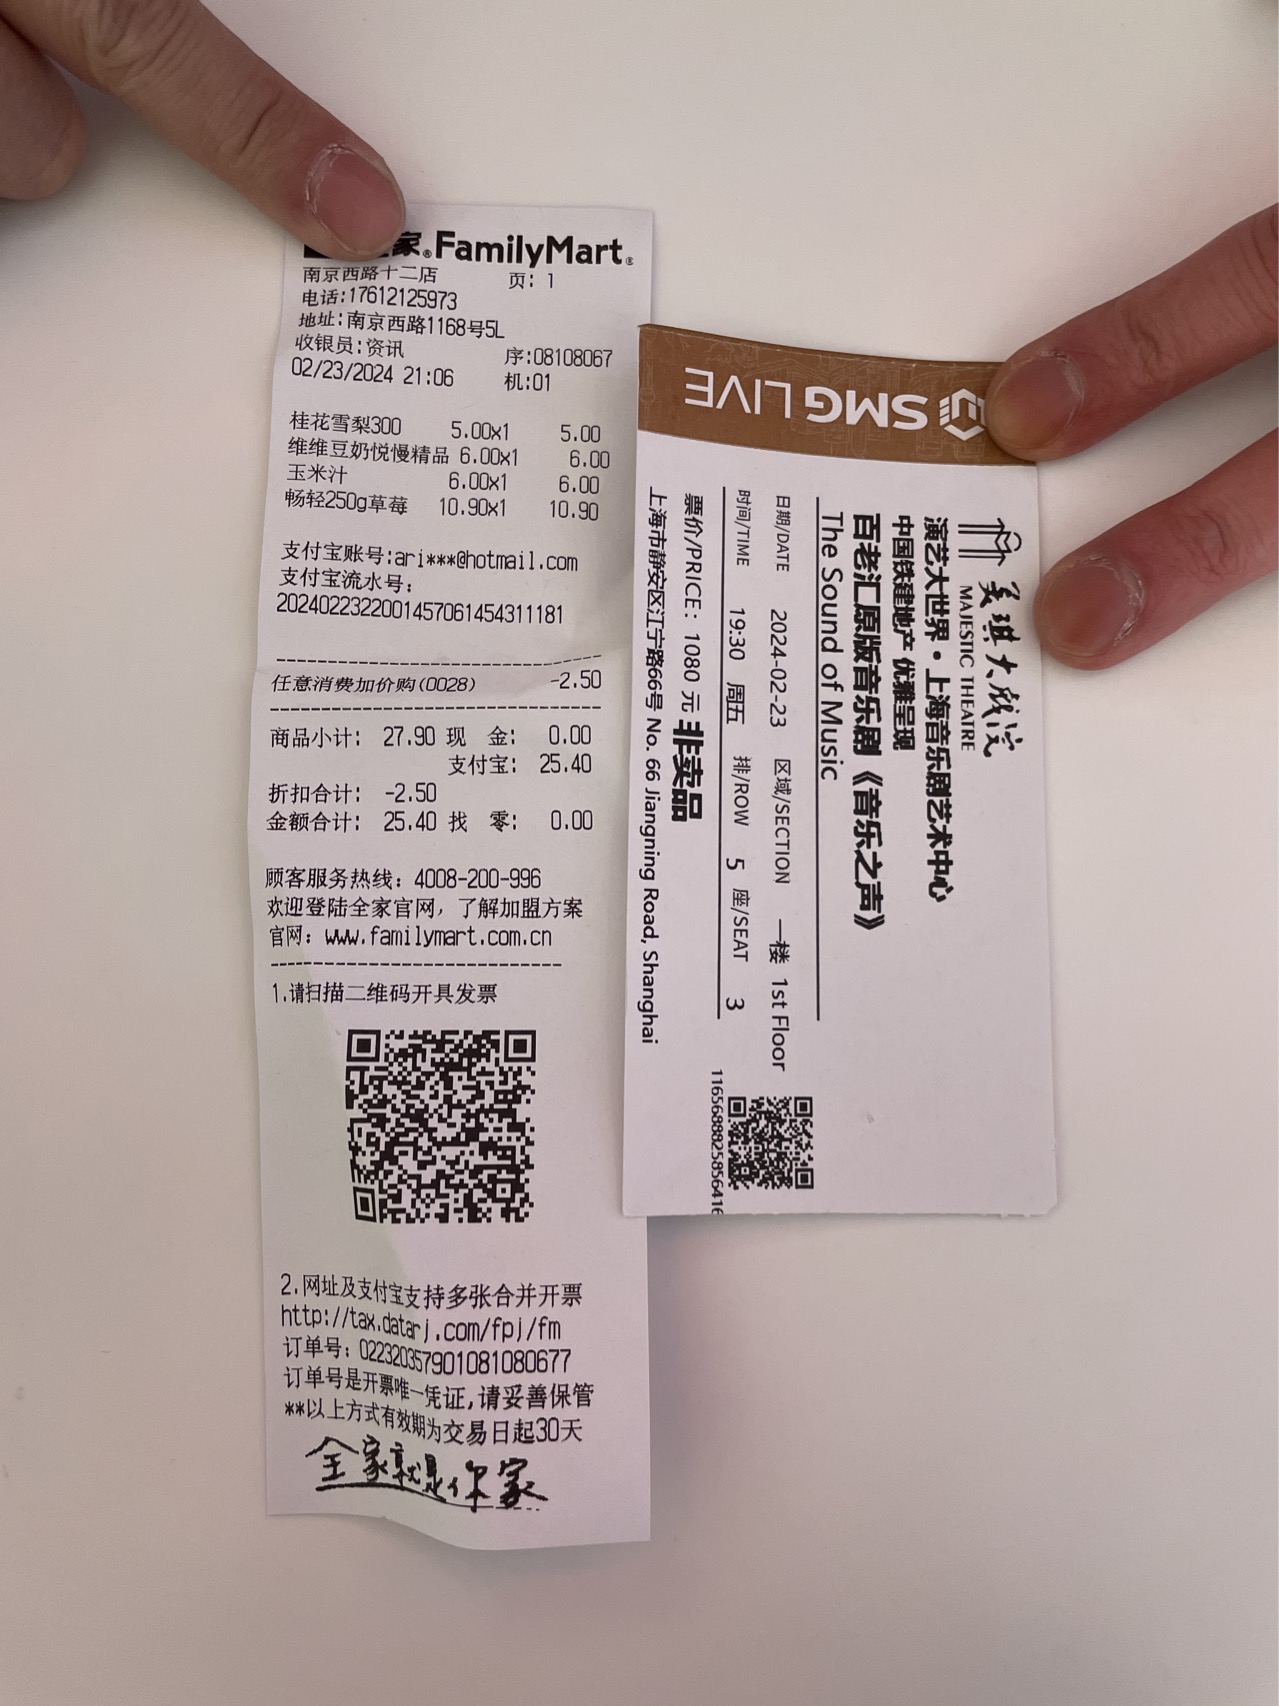 家®FamilyMart®
南京西路十二店 页: 1
电话:17612125973
地址:南京西路1168号5L
收银员:资讯 序:08108067
02/23/2024 21:06 机:01
桂花雪梨300 5.00x1 5.00
维维豆奶悦慢精品 6.00x1 6.00
玉米汁 6.00x1 6.00
畅轻250g草莓 10.90x1 10.90
支付宝账号:ari***@hotmail.com
支付宝流水号:
2024022322001457061454311181
任意消费加价购(0028) -2.50
商品小计: 27.90 现 金: 0.00
支付宝: 25.40
折扣合计: -2.50
金额合计: 25.40 找 零: 0.00
顾客服务热线: 4008-200-996
欢迎登陆全家官网, 了解加盟方案
官网: www.familymart.com.cn
1.请扫描二维码开具发票
2.网址及支付宝支持多张合并开票
http://tax.datarj.com/fpj/fm
订单号: 022320357901081080677
订单号是开票唯一凭证,请妥善保管
**以上方式有效期为交易日起30天
全家就是你家
SMG LIVE
美琪大戏院
MAJESTIC THEATRE
演艺大世界·上海音乐剧艺术中心
中国铁建地产 优雅呈现
百老汇原版音乐剧《音乐之声》
The Sound of Music
日期/DATE 2024-02-23 区域/SECTION 一楼 1st Floor
时间/TIME 19:30 周五 排/ROW 5 座/SEAT 3
票价/PRICE: 1080 元 非卖品
上海市静安区江宁路66号 No. 66 Jiangning Road, Shanghai